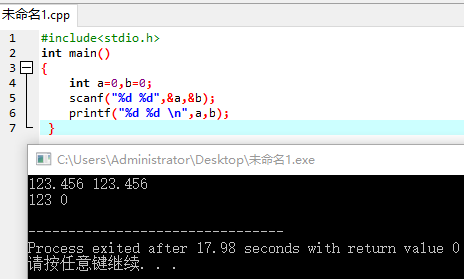 未命名1.cpp
1 #include<stdio.h>
2 int main()
3 {
4 int a=0,b=0;
5 scanf("%d %d",&a,&b);
6 printf("%d %d \n",a,b);
7 }
C:\Users\Administrator\Desktop\未命名1.exe
123.456 123.456
123 0
--------------------------------
Process exited after 17.98 seconds with return value 0
请按任意键继续. . .